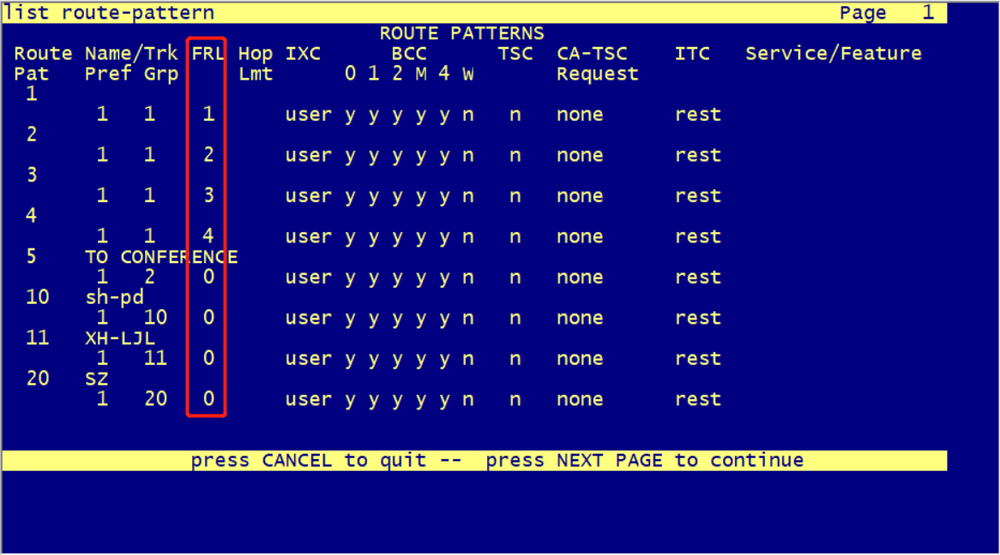 list route-pattern Page 1
ROUTE PATTERNS
Route Name/Trk FRL Hop IXC BCC TSC CA-TSC ITC Service/Feature
Pat Pref Grp Lmt 0 1 2 M 4 W Request
1
1 1 1 user y y y y y n n none rest
2
1 1 2 user y y y y y n n none rest
3
1 1 3 user y y y y y n n none rest
4
1 1 4 user y y y y y n n none rest
5 TO CONFERENCE
1 2 0 user y y y y y n n none rest
10 sh-pd
1 10 0 user y y y y y n n none rest
11 XH-LJL
1 11 0 user y y y y y n n none rest
20 SZ
1 20 0 user y y y y y n n none rest
press CANCEL to quit -- press NEXT PAGE to continue